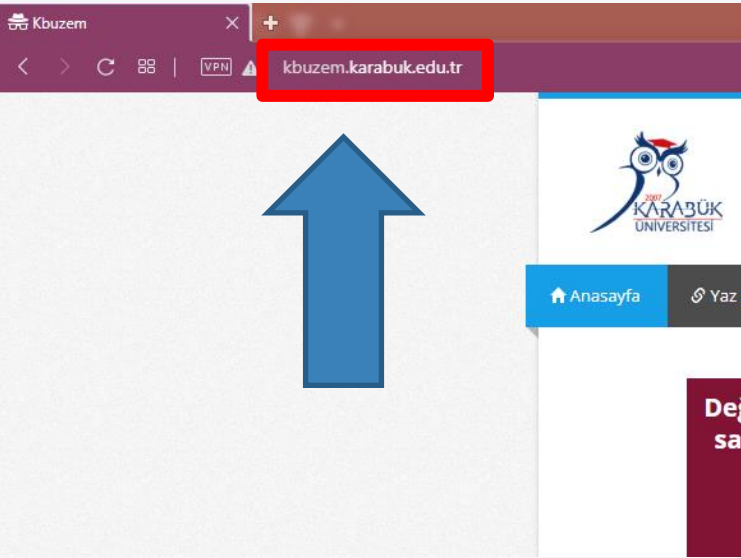 Kbuzem
VPN
kbuzem.karabuk.edu.tr
2007
KARABÜK
ÜNİVERSİTESİ
Anasayfa
Yaz